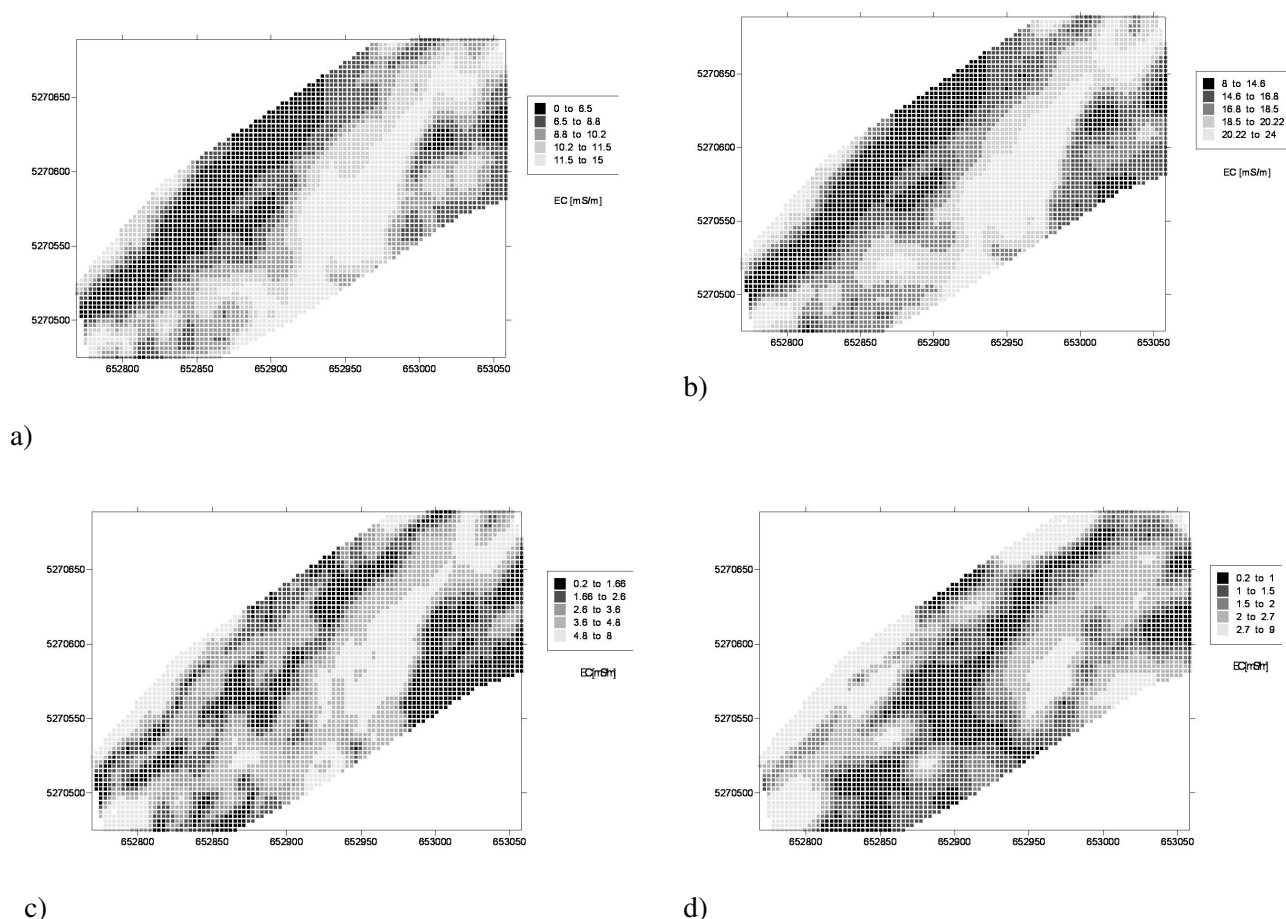 5270650
5270600
5270550
5270500
652800 652850 652900 652950 653000 653050
0 to 6.5
6.5 to 8.8
8.8 to 10.2
10.2 to 11.5
11.5 to 15
EC [mS/m]
a)
5270650
5270600
5270550
5270500
652800 652850 652900 652950 653000 653050
8 to 14.6
14.6 to 16.8
16.8 to 18.5
18.5 to 20.22
20.22 to 24
EC [mS/m]
b)
5270650
5270600
5270550
5270500
652800 652850 652900 652950 653000 653050
0.2 to 1.66
1.66 to 2.6
2.6 to 3.6
3.6 to 4.8
4.8 to 8
c)
5270650
5270600
5270550
5270500
652800 652850 652900 652950 653000 653050
0.2 to 1
1 to 1.5
1.5 to 2
2 to 2.7
2.7 to 9
d)